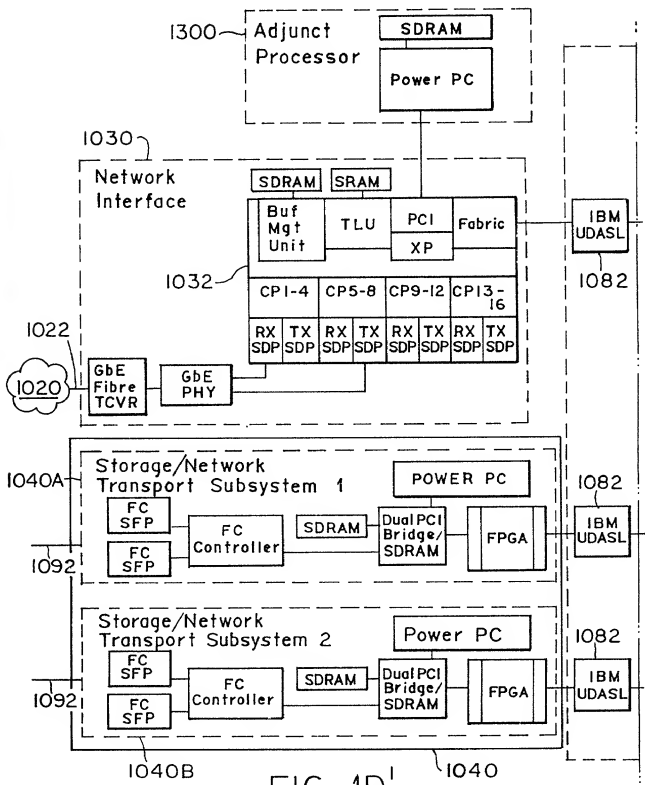 1300
Adjunct
Processor
SDRAM
Power PC
1030
Network
Interface
SDRAM
SRAM
Buf
Mgt
Unit
TLU
PCI
XP
Fabric
IBM
UDASL
1082
1032
CP1-4
CP5-8
CP9-12
CP13-
16
RX
SDP
TX
SDP
RX
SDP
TX
SDP
RX
SDP
TX
SDP
RX
SDP
TX
SDP
1022
1020
GbE
Fibre
TCVR
GbE
PHY
1040A
Storage/Network
Transport Subsystem 1
POWER PC
1082
FC
SFP
FC
SFP
FC
Controller
SDRAM
Dual PCI
Bridge/
SDRAM
FPGA
IBM
UDASL
1092
Storage/Network
Transport Subsystem 2
Power PC
1082
FC
SFP
FC
SFP
FC
Controller
SDRAM
Dual PCI
Bridge/
SDRAM
FPGA
IBM
UDASL
1092
1040B
1040
FIG. 4D'